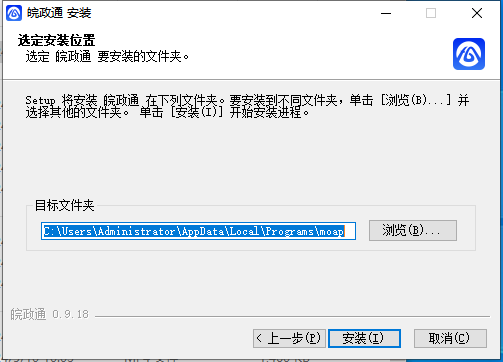 皖政通 安装
选定安装位置
选定 皖政通 要安装的文件夹。
Setup 将安装 皖政通 在下列文件夹。要安装到不同文件夹，单击 [浏览(B)...] 并
选择其他的文件夹。 单击 [安装(I)] 开始安装进程。
目标文件夹
C:\Users\Administrator\AppData\Local\Programs\moap
浏览(B)...
皖政通 0.9.18
< 上一步(P)
安装(I)
取消(C)